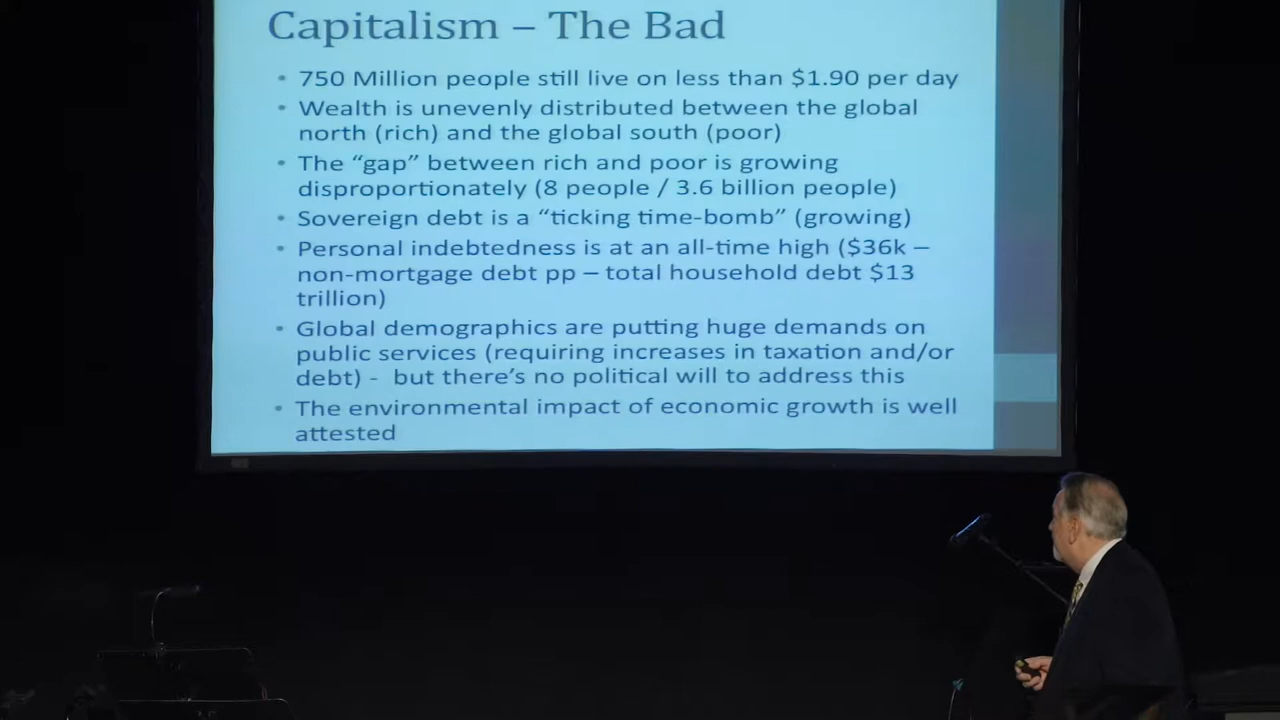 Capitalism – The Bad
• 750 Million people still live on less than $1.90 per day
• Wealth is unevenly distributed between the global
north (rich) and the global south (poor)
• The “gap” between rich and poor is growing
disproportionately (8 people / 3.6 billion people)
• Sovereign debt is a “ticking time-bomb” (growing)
• Personal indebtedness is at an all-time high ($36k –
non-mortgage debt pp – total household debt $13
trillion)
• Global demographics are putting huge demands on
public services (requiring increases in taxation and/or
debt) - but there’s no political will to address this
• The environmental impact of economic growth is well
attested